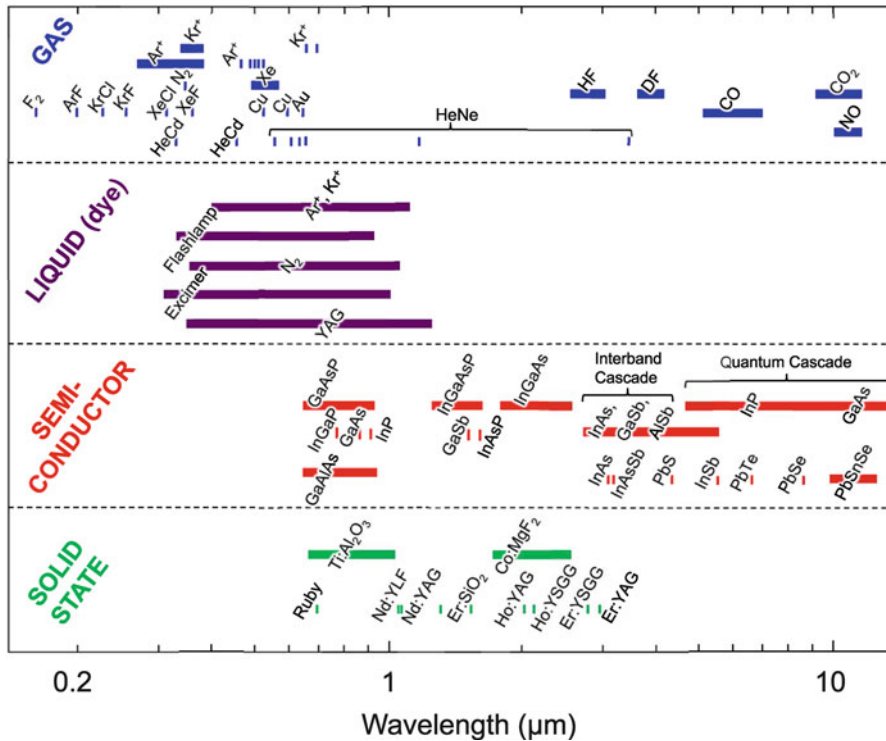 GAS
Kr⁺
Ar⁺
Ar⁺
Kr⁺
Xe
F₂
ArF
KrCl
KrF
XeCl
N₂
XeF
Cu
Cu
Au
HeCd
HeCd
HeNe
HF
DF
CO
CO₂
NO
LIQUID (dye)
Ar⁺, Kr⁺
Flashlamp
N₂
Excimer
YAG
SEMI-
CONDUCTOR
GaAsP
InGaAsP
InGaAs
Interband
Cascade
Quantum Cascade
InP
GaAs
InGaP
GaAs
InP
GaSb
InAsP
InAs,
GaSb,
AlSb
GaAlAs
InAs
InAsSb
PbS
InSb
PbTe
PbSe
PbSnSe
SOLID
STATE
Ti:Al₂O₃
Co:MgF₂
Ruby
Nd:YLF
Nd:YAG
Er:SiO₂
Ho:YAG
Ho:YSGG
Er:YSGG
Er:YAG
0.2
1
10
Wavelength (µm)